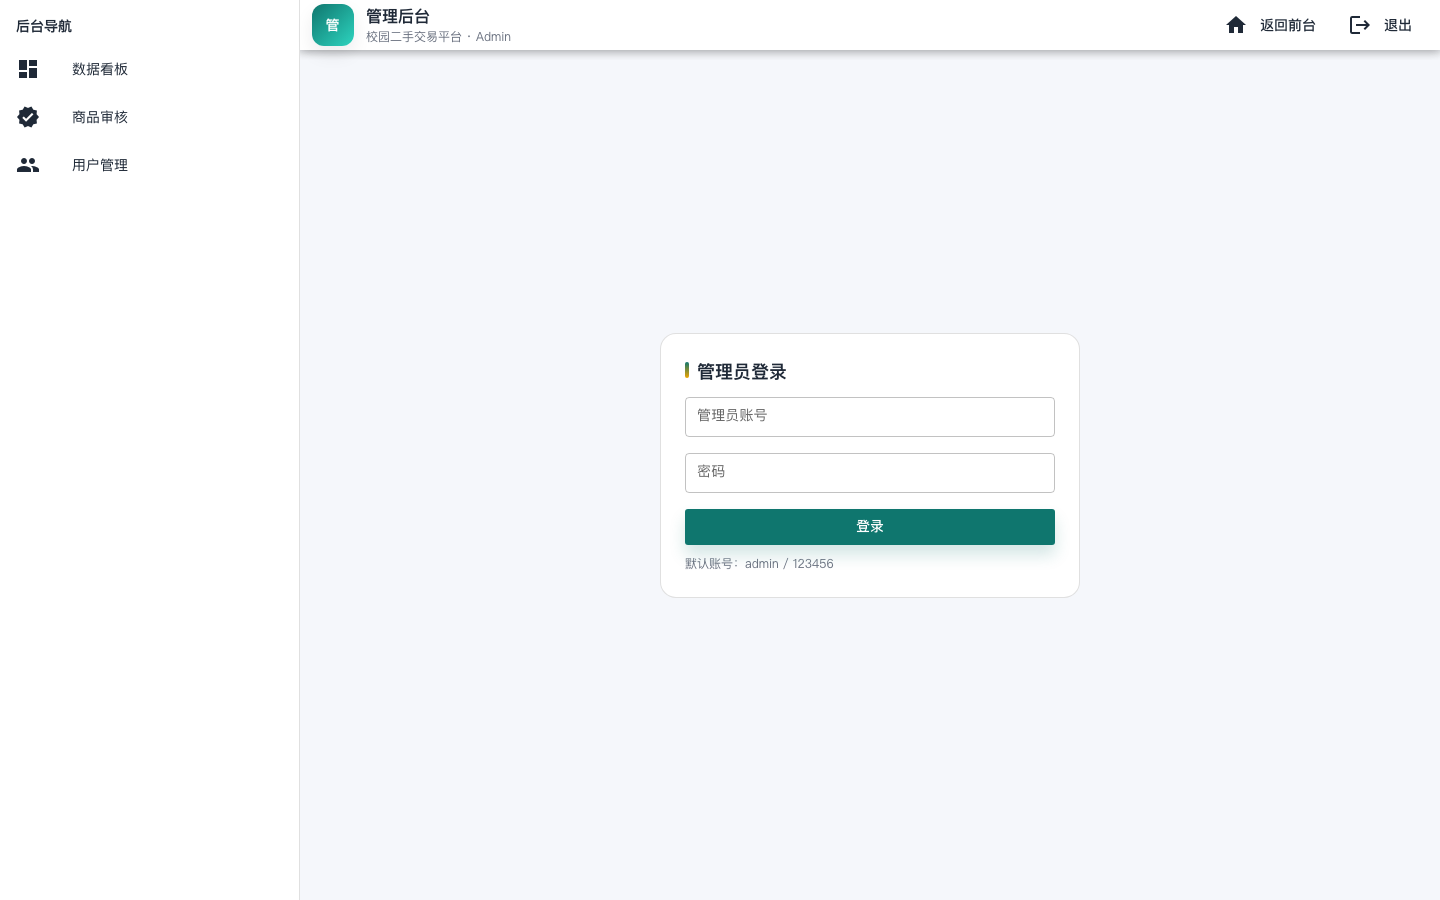 后台导航
数据看板
商品审核
用户管理
管
管理后台
校园二手交易平台 · Admin
返回前台
退出
管理员登录
管理员账号
密码
登录
默认账号：admin / 123456